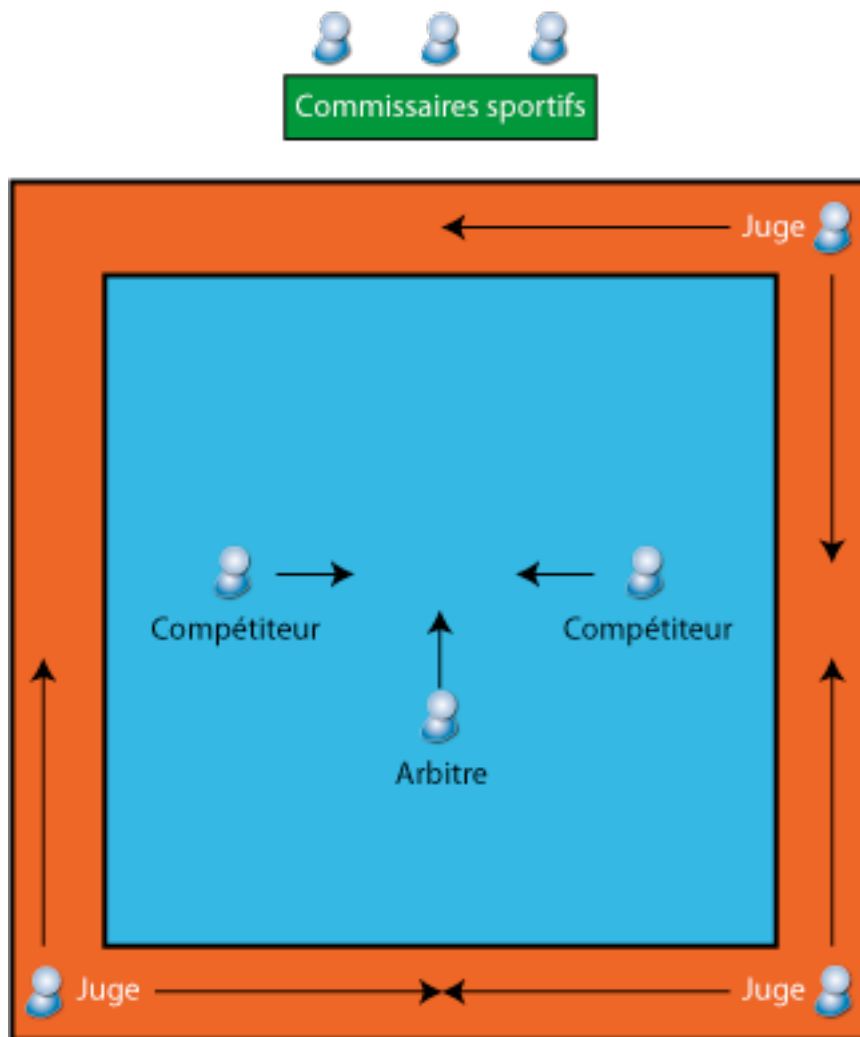 Commissaires sportifs
Juge
Compétiteur
Compétiteur
Arbitre
Juge
Juge